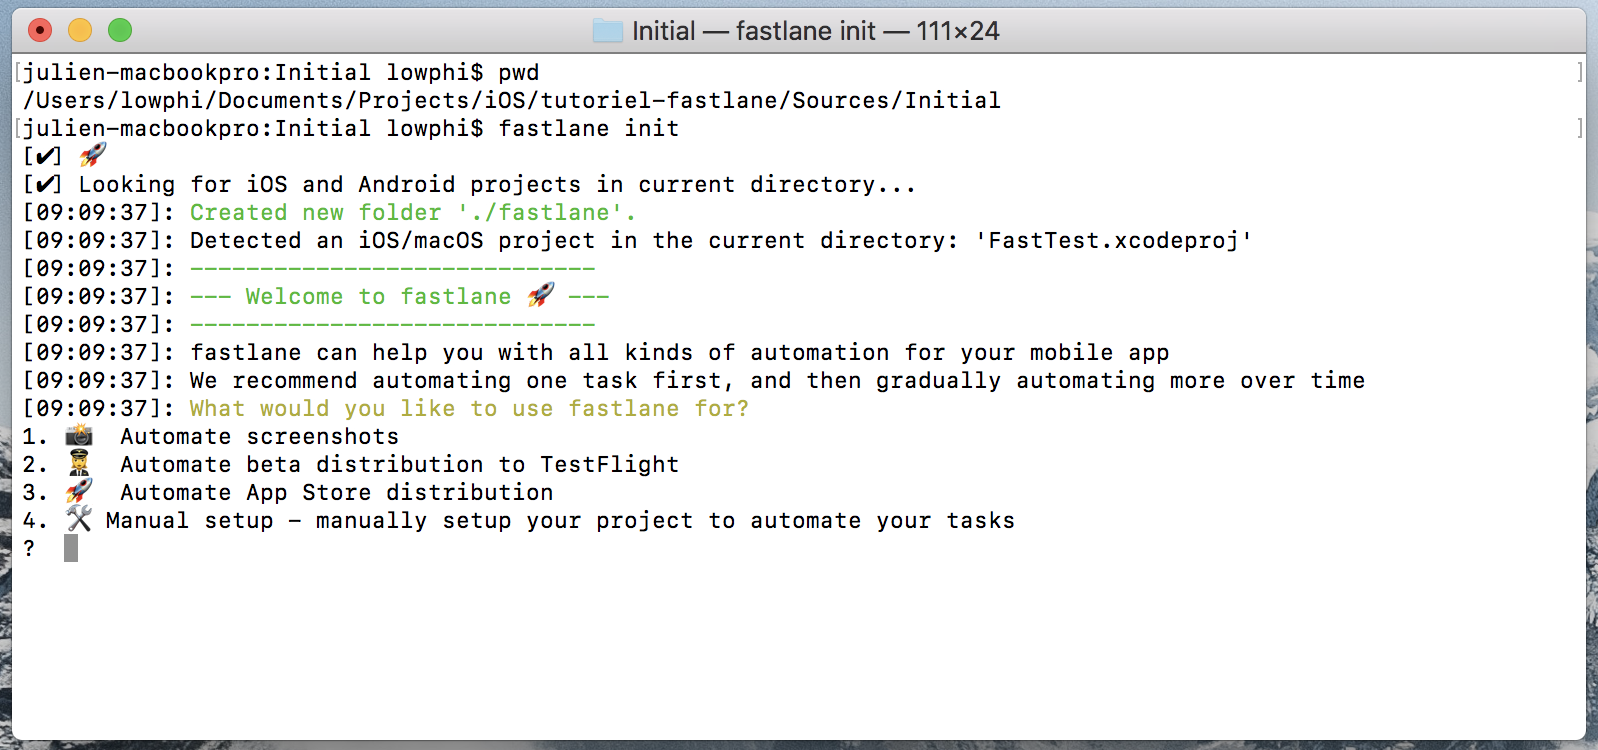 Initial — fastlane init — 111×24
[julien-macbookpro:Initial lowphi$ pwd ]
/Users/lowphi/Documents/Projects/iOS/tutoriel-fastlane/Sources/Initial
[julien-macbookpro:Initial lowphi$ fastlane init ]
[✔] 🚀
[✔] Looking for iOS and Android projects in current directory...
[09:09:37]: Created new folder './fastlane'.
[09:09:37]: Detected an iOS/macOS project in the current directory: 'FastTest.xcodeproj'
[09:09:37]: -----------------------------
[09:09:37]: --- Welcome to fastlane 🚀 ---
[09:09:37]: -----------------------------
[09:09:37]: fastlane can help you with all kinds of automation for your mobile app
[09:09:37]: We recommend automating one task first, and then gradually automating more over time
[09:09:37]: What would you like to use fastlane for?
1. 📸  Automate screenshots
2. 👩‍✈️  Automate beta distribution to TestFlight
3. 🚀  Automate App Store distribution
4. 🛠 Manual setup - manually setup your project to automate your tasks
?